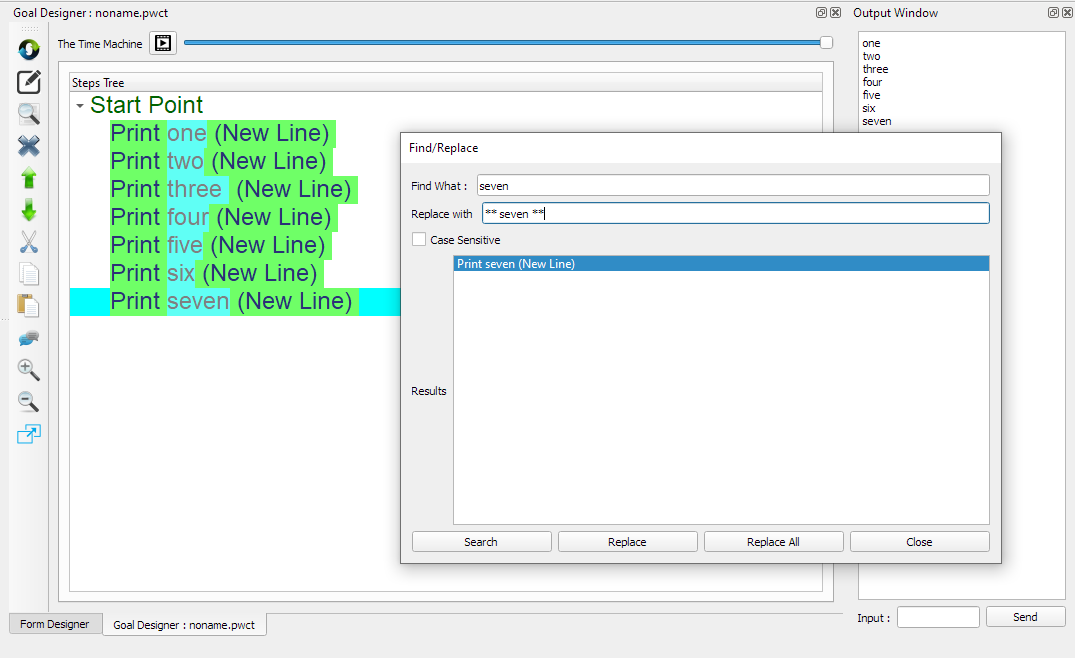 Goal Designer : noname.pwct
Output Window
The Time Machine
Steps Tree
Start Point
Print one (New Line)
Print two (New Line)
Print three (New Line)
Print four (New Line)
Print five (New Line)
Print six (New Line)
Print seven (New Line)
one
two
three
four
five
six
seven
Find/Replace
Find What : seven
Replace with ** seven **
Case Sensitive
Print seven (New Line)
Results
Search Replace Replace All Close
Form Designer Goal Designer : noname.pwct
Input : Send